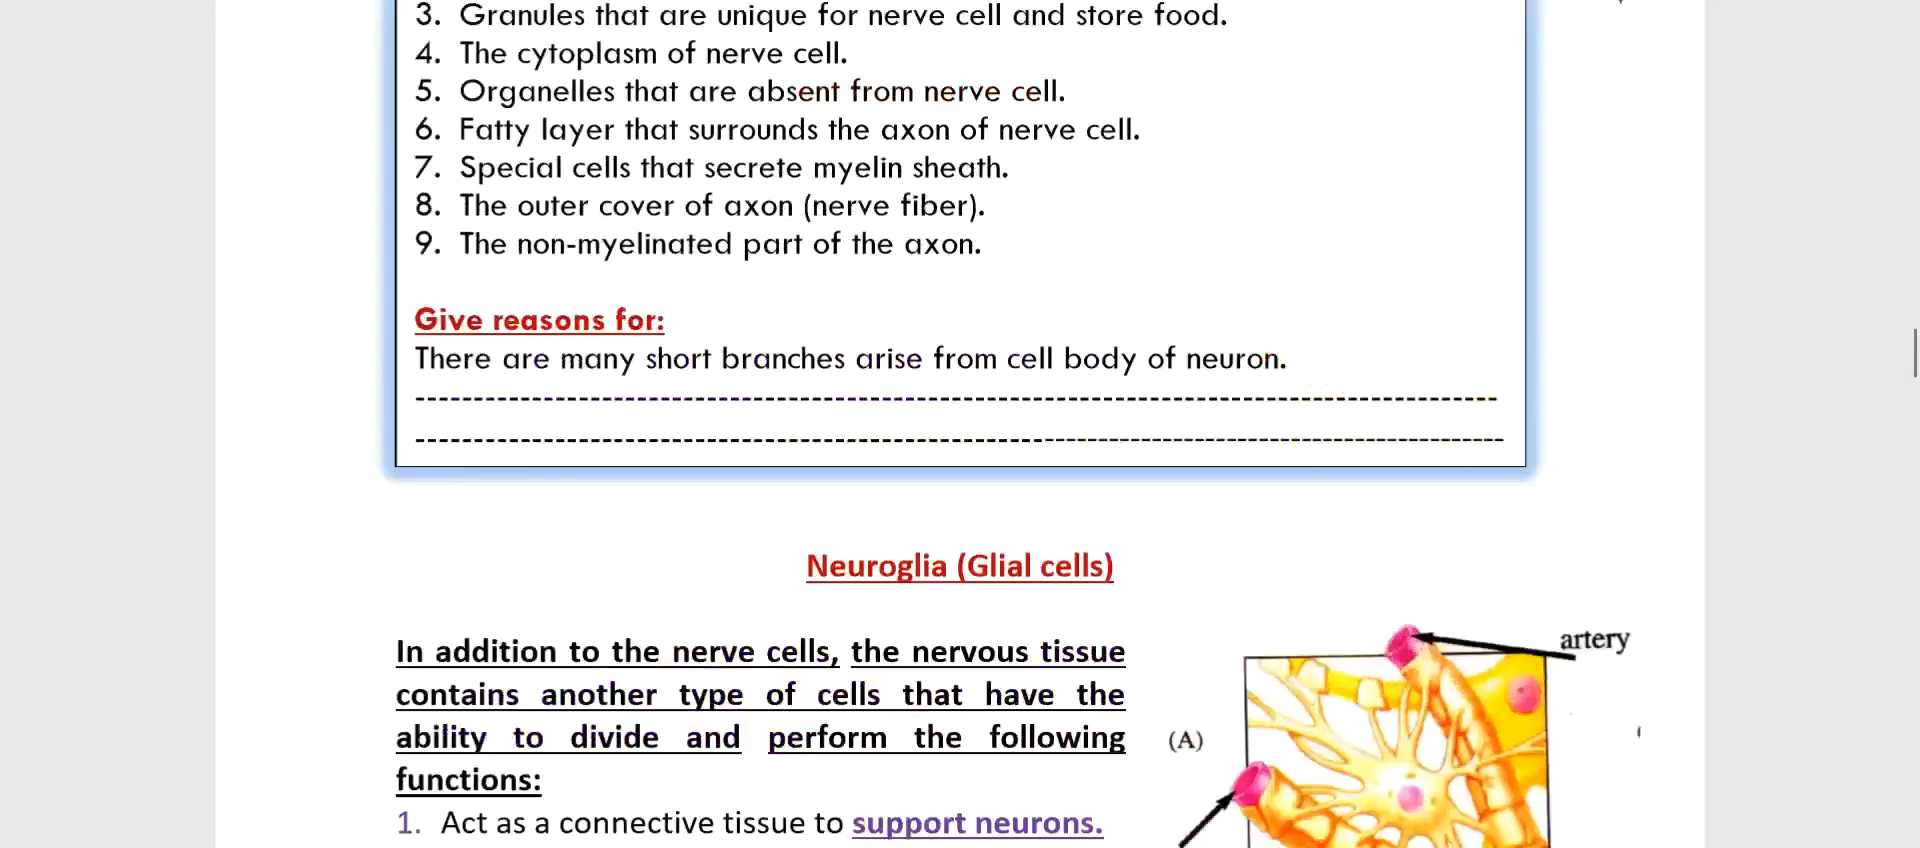 3. Granules that are unique for nerve cell and store food.
4. The cytoplasm of nerve cell.
5. Organelles that are absent from nerve cell.
6. Fatty layer that surrounds the axon of nerve cell.
7. Special cells that secrete myelin sheath.
8. The outer cover of axon (nerve fiber).
9. The non-myelinated part of the axon.
Give reasons for:
There are many short branches arise from cell body of neuron.
Neuroglia (Glial cells)
In addition to the nerve cells, the nervous tissue
contains another type of cells that have the
ability to divide and perform the following
functions:
1. Act as a connective tissue to support neurons.
artery
(A)